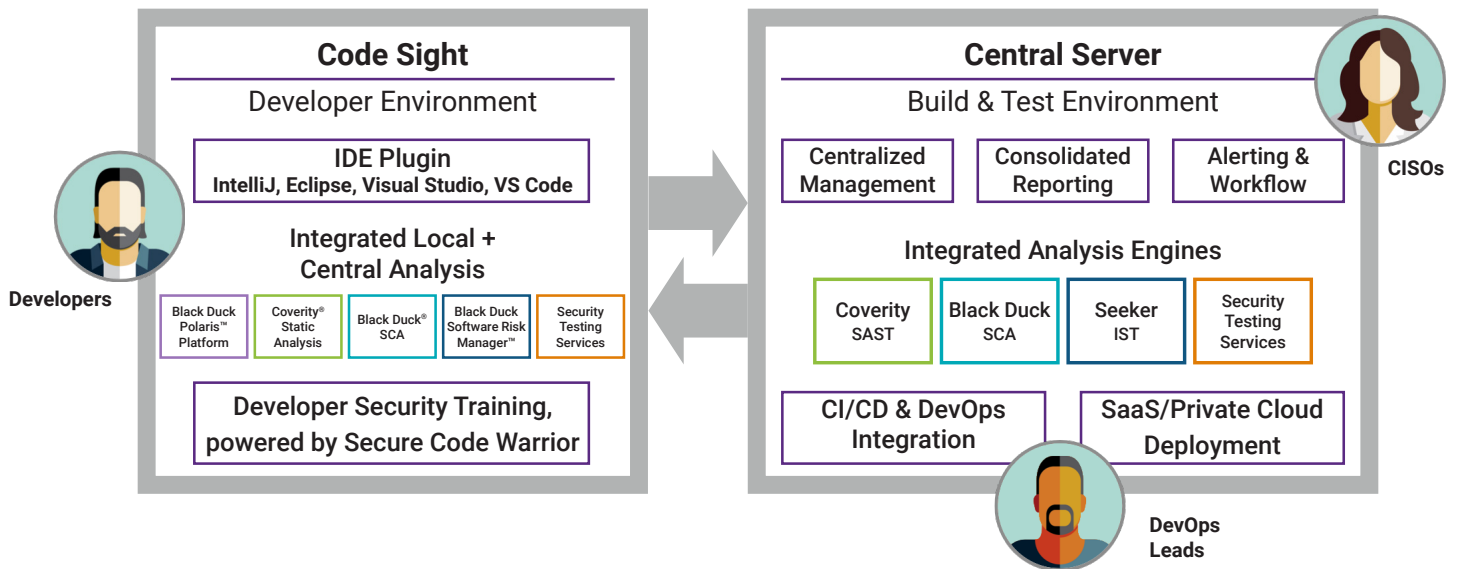 Code Sight
Developer Environment
IDE Plugin
IntelliJ, Eclipse, Visual Studio, VS Code
Integrated Local +
Central Analysis
Black Duck
Polaris™
Platform
Coverity®
Static
Analysis
Black Duck®
SCA
Black Duck
Software Risk
Manager™
Security
Testing
Services
Developer Security Training,
powered by Secure Code Warrior
Developers
Central Server
Build & Test Environment
Centralized
Management
Consolidated
Reporting
Alerting &
Workflow
CISOs
Integrated Analysis Engines
Coverity
SAST
Black Duck
SCA
Seeker
IST
Security
Testing
Services
CI/CD & DevOps
Integration
SaaS/Private Cloud
Deployment
DevOps
Leads